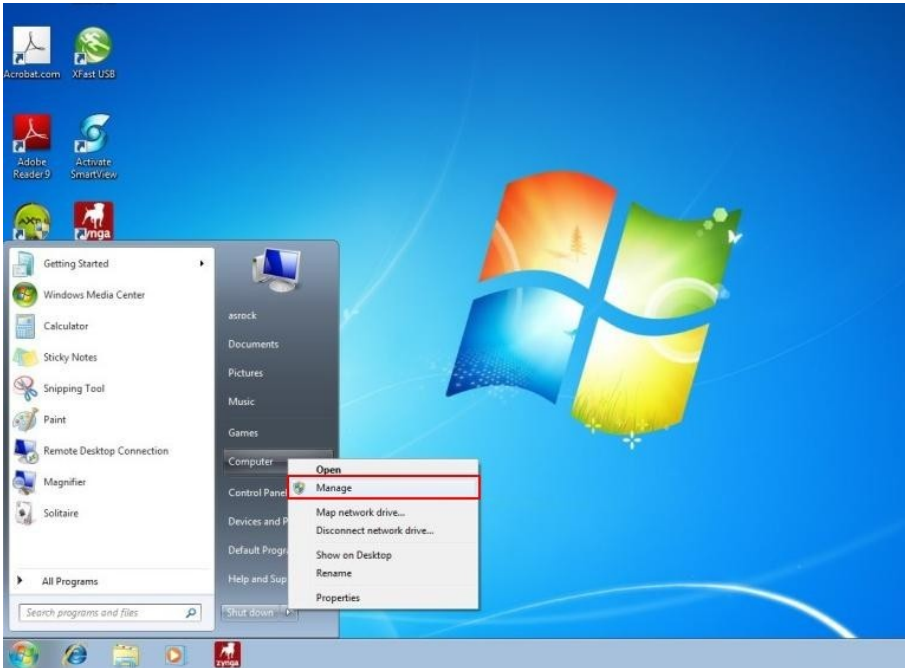 Acrobat.com
XFast USB
Adobe
Reader 9
Activate
SmartView
zynga
Getting Started
Windows Media Center
Calculator
Sticky Notes
Snipping Tool
Paint
Remote Desktop Connection
Magnifier
Solitaire
All Programs
Search programs and files
asrock
Documents
Pictures
Music
Games
Computer
Control Panel
Devices and P
Default Progr
Help and Sup
Shut down
Open
Manage
Map network drive...
Disconnect network drive...
Show on Desktop
Rename
Properties
zynga